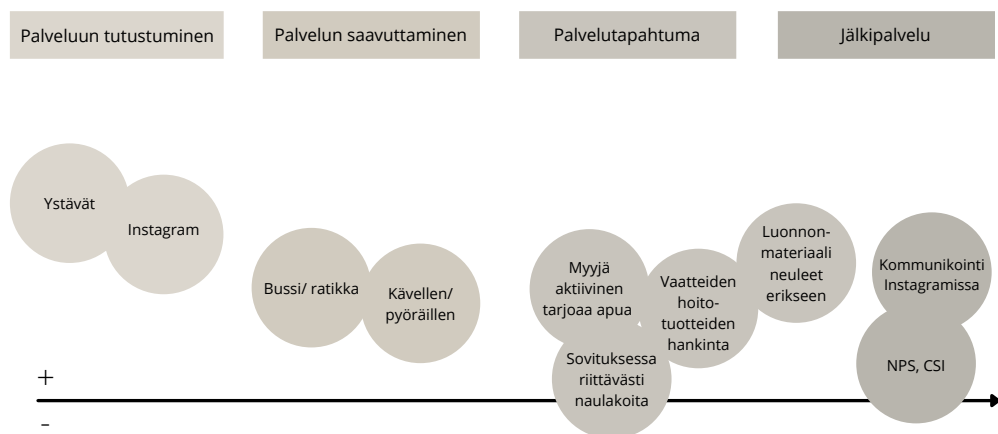 Palveluun tutustuminen
Palvelun saavuttaminen
Palvelutapahtuma
Jälkipalvelu
Ystävät
Instagram
Bussi/ ratikka
Kävellen/
pyöräillen
Myyjä
aktiivinen
tarjoaa apua
Sovituksessa
riittävästi
naulakoita
Vaatteiden
hoito-
tuotteiden
hankinta
Luonnon-
materiaali
neuleet
erikseen
Kommunikointi
Instagramissa
NPS, CSI
+
-